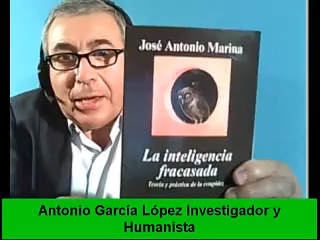 José Antonio Marina
La inteligencia
fracasada
Teoría y práctica de la estupidez
Antonio García López Investigador y
Humanista